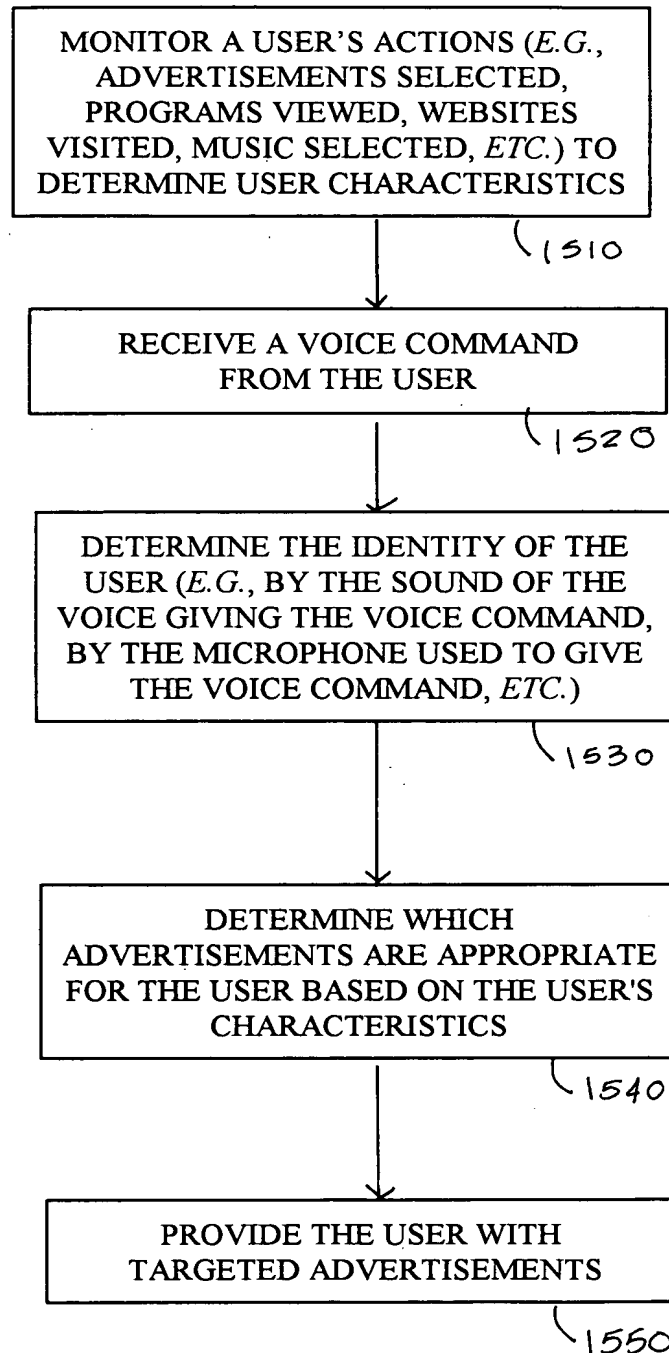 MONITOR A USER'S ACTIONS (E.G.,
ADVERTISEMENTS SELECTED,
PROGRAMS VIEWED, WEBSITES
VISITED, MUSIC SELECTED, ETC.) TO
DETERMINE USER CHARACTERISTICS
1510
RECEIVE A VOICE COMMAND
FROM THE USER
1520
DETERMINE THE IDENTITY OF THE
USER (E.G., BY THE SOUND OF THE
VOICE GIVING THE VOICE COMMAND,
BY THE MICROPHONE USED TO GIVE
THE VOICE COMMAND, ETC.)
1530
DETERMINE WHICH
ADVERTISEMENTS ARE APPROPRIATE
FOR THE USER BASED ON THE USER'S
CHARACTERISTICS
1540
PROVIDE THE USER WITH
TARGETED ADVERTISEMENTS
1550